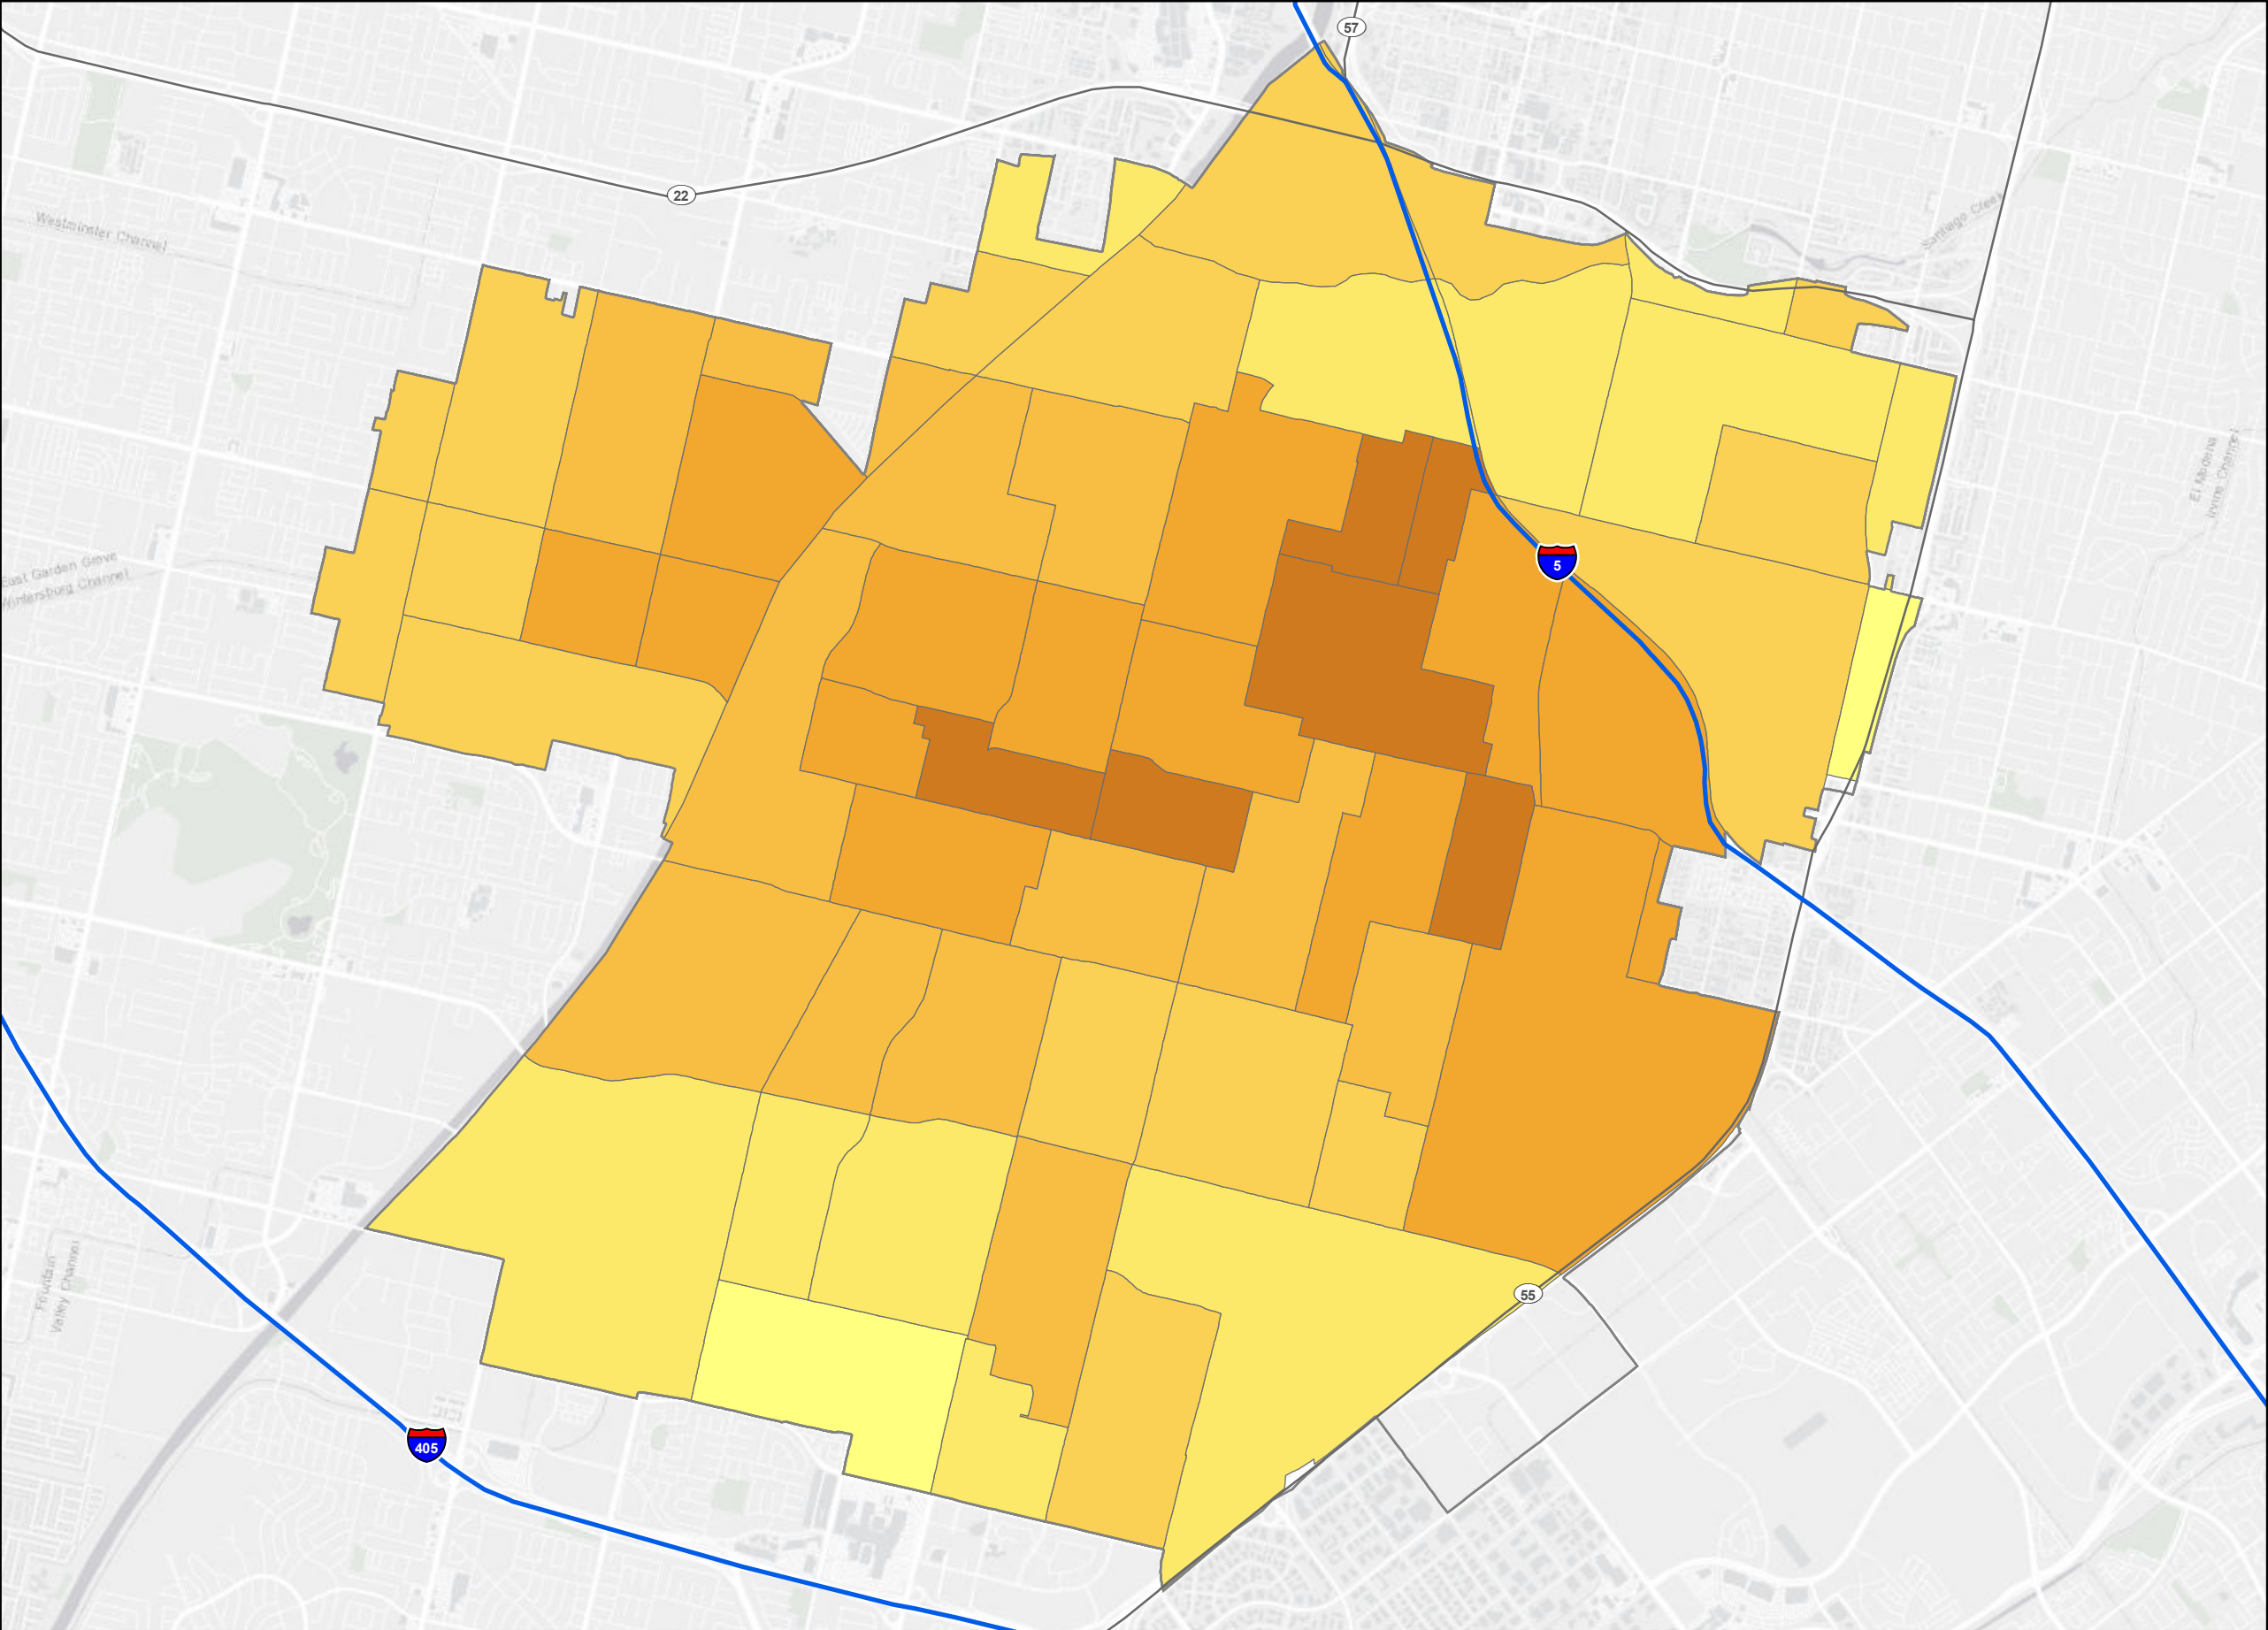 57
22
Westminster Channel
Santiago Creek
El Modena
Irvine Channel
5
East Garden Grove
Wintersburg Channel
Fountain
Valley Channel
55
405